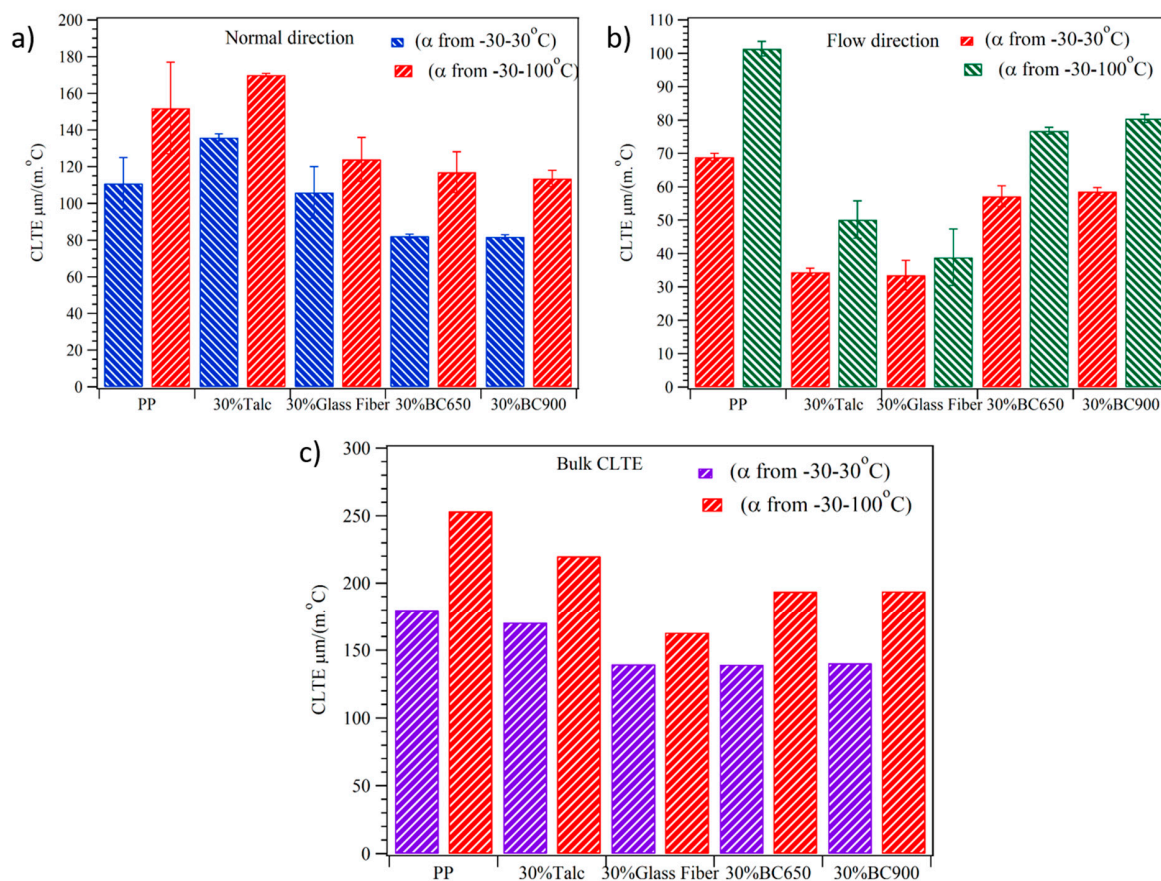 a)
Normal direction
(α from -30-30°C)
(α from -30-100°C)
CLTE μm/(m.°C)
200
180
160
140
120
100
80
60
40
20
0
PP 30%Talc 30%Glass Fiber 30%BC650 30%BC900
b)
Flow direction
(α from -30-30°C)
(α from -30-100°C)
CLTE μm/(m.°C)
110
100
90
80
70
60
50
40
30
20
10
0
PP 30%Talc 30%Glass Fiber 30%BC650 30%BC900
c)
Bulk CLTE
(α from -30-30°C)
(α from -30-100°C)
CLTE μm/(m.°C)
300
250
200
150
100
50
0
PP 30%Talc 30%Glass Fiber 30%BC650 30%BC900